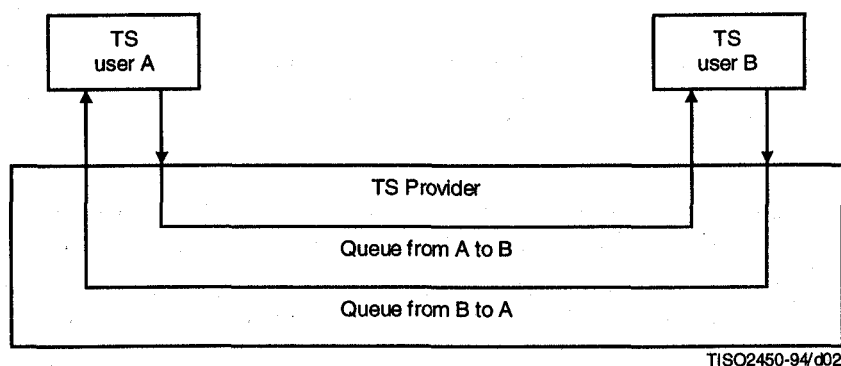 TS
user A
TS
user B
TS Provider
Queue from A to B
Queue from B to A
TISO2450-94/d02